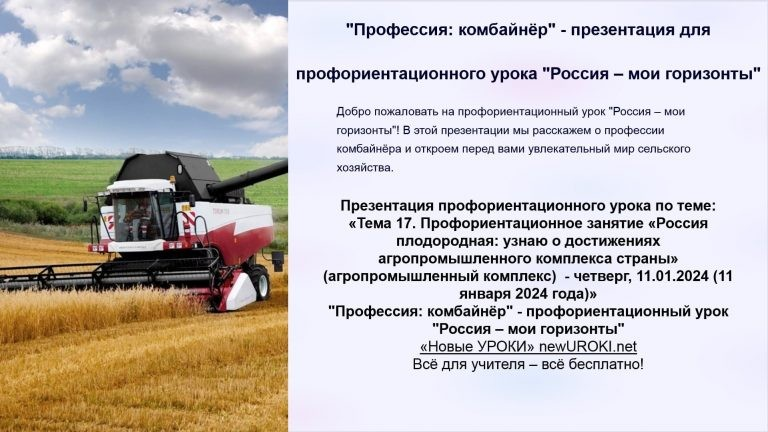 "Профессия: комбайнёр" - презентация для
профориентационного урока "Россия – мои горизонты"
Добро пожаловать на профориентационный урок "Россия – мои
горизонты"! В этой презентации мы расскажем о профессии
комбайнёра и откроем перед вами увлекательный мир сельского
хозяйства.
Презентация профориентационного урока по теме:
«Тема 17. Профориентационное занятие «Россия
плодородная: узнаю о достижениях
агропромышленного комплекса страны»
(агропромышленный комплекс)  - четверг, 11.01.2024 (11
января 2024 года)»
"Профессия: комбайнёр" - профориентационный урок
"Россия – мои горизонты"
«Новые УРОКИ» newUROKI.net
Всё для учителя – всё бесплатно!